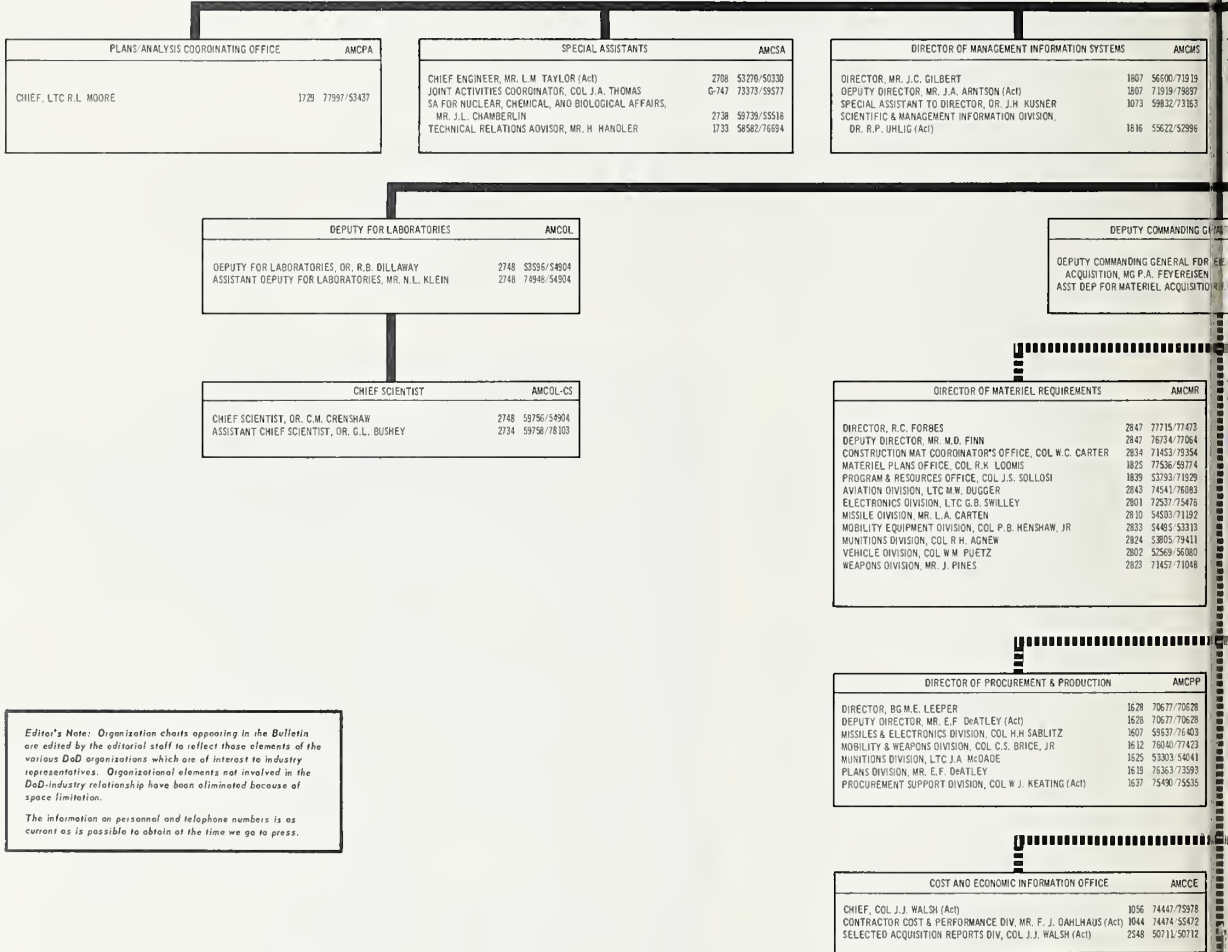 PLANS/ANALYSIS COORDINATING OFFICE AMCPA
CHIEF, LTC R.L. MOORE 1729 77997/53437
SPECIAL ASSISTANTS AMCSA
CHIEF ENGINEER, MR. L.M TAYLOR (Act) 2708 53270/50330
JOINT ACTIVITIES COORDINATOR, COL J.A. THOMAS G-747 73373/59577
SA FOR NUCLEAR, CHEMICAL, AND BIOLOGICAL AFFAIRS,
MR. J.L. CHAMBERLIN 2738 59739/55518
TECHNICAL RELATIONS ADVISOR, MR. H HANDLER 1733 58582/76694
DIRECTOR OF MANAGEMENT INFORMATION SYSTEMS AMCMS
DIRECTOR, MR. J.C. GILBERT 1807 56600/71919
DEPUTY DIRECTOR, MR. J.A. ARNTSON (Act) 1807 71919/79897
SPECIAL ASSISTANT TO DIRECTOR, DR. J.H KUSNER 1073 59832/73163
SCIENTIFIC & MANAGEMENT INFORMATION DIVISION,
DR. R.P. UHLIG (Act) 1816 55622/52996
DEPUTY FOR LABORATORIES AMCDL
DEPUTY FOR LABORATORIES, DR. R.B. DILLAWAY 2748 53596/54904
ASSISTANT DEPUTY FOR LABORATORIES, MR. N.L. KLEIN 2748 74948/54904
DEPUTY COMMANDING
DEPUTY COMMANDING GENERAL FOR
ACQUISITION, MG P.A. FEYEREISEN
ASST DEP FOR MATERIEL
CHIEF SCIENTIST AMCDL-CS
CHIEF SCIENTIST, DR. C.M. CRENSHAW 2748 59756/54904
ASSISTANT CHIEF SCIENTIST, DR. G.L. BUSHEY 2734 59758/78103
DIRECTOR OF MATERIEL REQUIREMENTS AMCMR
DIRECTOR, R.C. FORBES 2847 77715/77473
DEPUTY DIRECTOR, MR. M.D. FINN 2847 76734/77064
CONSTRUCTION MAT COORDINATOR'S OFFICE, COL W.C. CARTER 2834 71453/79354
MATERIEL PLANS OFFICE, COL R.K LOOMIS 1825 77536/59774
PROGRAM & RESOURCES OFFICE, COL J.S. SOLLOSI 1839 53793/71929
AVIATION DIVISION, LTC M.W. DUGGER 2843 74541/76083
ELECTRONICS DIVISION, LTC G.B. SWILLEY 2801 72537/75478
MISSILE DIVISION, MR. L.A. CARTEN 2810 54503/71192
MOBILITY EQUIPMENT DIVISION, COL P.B. HENSHAW, JR 2833 54495/53313
MUNITIONS DIVISION, COL R H. AGNEW 2824 53805/79411
VEHICLE DIVISION, COL W M PUETZ 2802 52569/56080
WEAPONS DIVISION, MR. J. PINES 2823 71457/71048
DIRECTOR OF PROCUREMENT & PRODUCTION AMCPP
DIRECTOR, BG M.E. LEEPER 1628 70677/70628
DEPUTY DIRECTOR, MR. E.F DeATLEY (Act) 1628 70677/70628
MISSILES & ELECTRONICS DIVISION, COL H.H SABLITZ 1607 59637/76403
MOBILITY & WEAPONS DIVISION, COL C.S. BRICE, JR 1612 76040/77423
MUNITIONS DIVISION, LTC J.A McDADE 1625 53303/54041
PLANS DIVISION, MR. E.F. DeATLEY 1619 76363/73593
PROCUREMENT SUPPORT DIVISION, COL W J. KEATING (Act) 1637 75490/75535
Editor's Note: Organization charts appearing in the Bulletin
are edited by the editorial staff to reflect those elements of the
various DoD organizations which are of interest to industry
representatives. Organizational elements not involved in the
DoD-industry relationship have been eliminated because of
space limitation.
The information on personnel and telephone numbers is as
current as is possible to obtain at the time we go to press.
COST AND ECONOMIC INFORMATION OFFICE AMCCE
CHIEF, COL J.J. WALSH (Act) 1056 74447/75978
CONTRACTOR COST & PERFORMANCE DIV, MR. F. J. DAHLHAUS (Act) 1044 74474/55472
SELECTED ACQUISITION REPORTS DIV, COL J.J. WALSH (Act) 2548 50711/50712